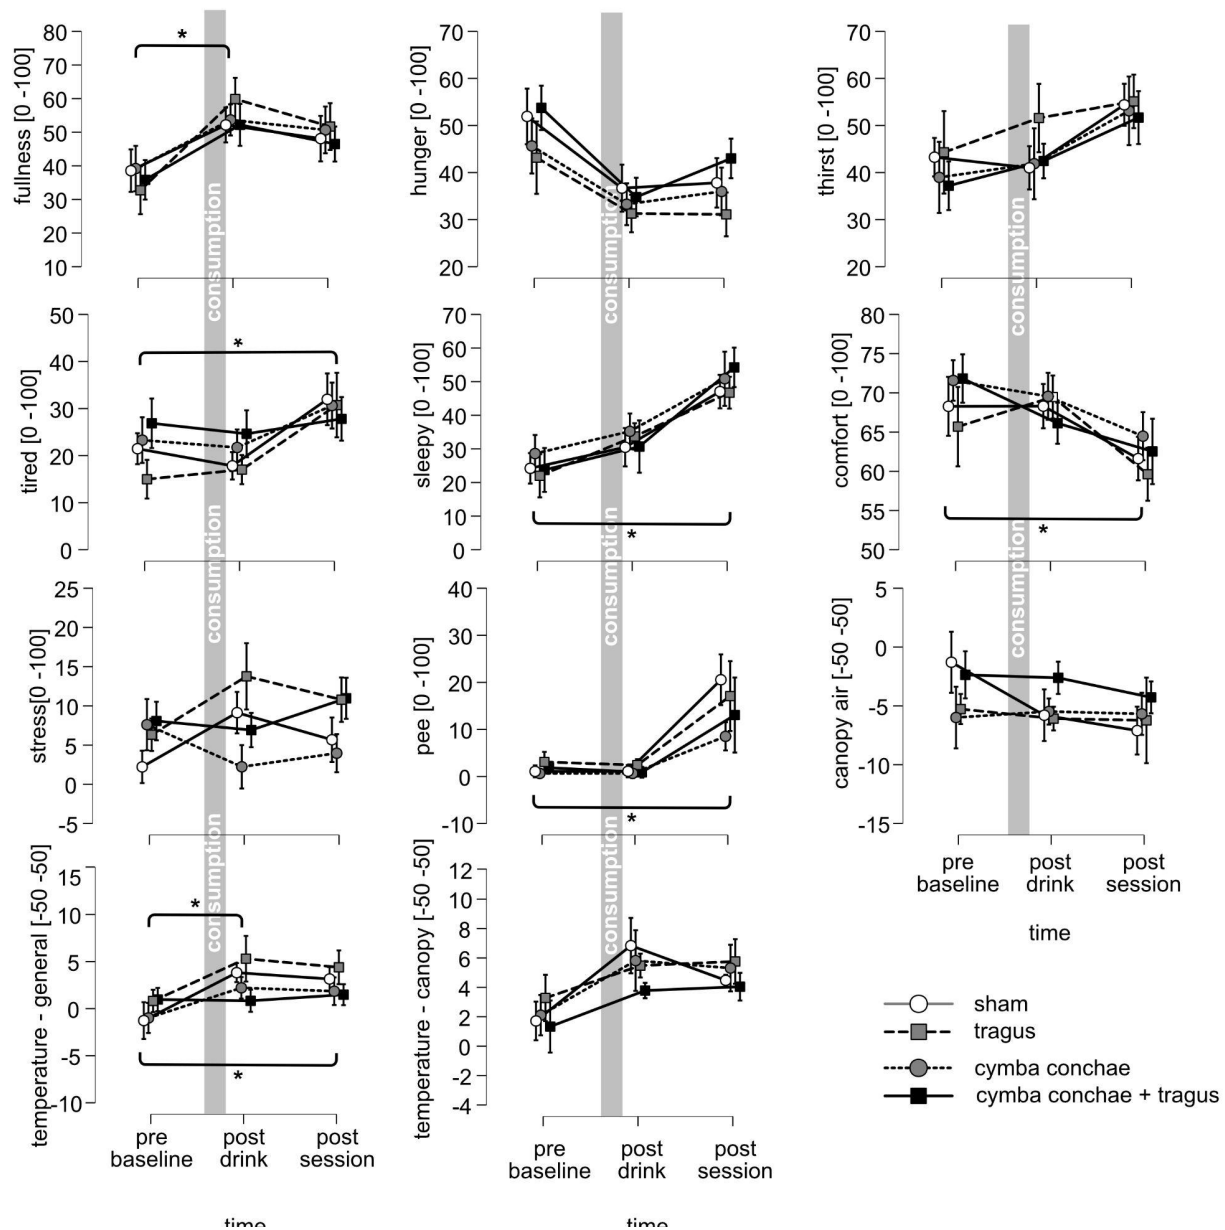 fullness [0 -100]
80
70
60
50
40
30
20
10
*
hunger [0 -100]
70
60
50
40
30
20
thirst [0 -100]
70
60
50
40
30
20
consumption
consumption
consumption
tired [0 -100]
50
40
30
20
10
0
*
sleepy [0 -100]
70
60
50
40
30
20
10
0
*
comfort [0 -100]
80
75
70
65
60
55
50
*
consumption
consumption
consumption
stress[0 -100]
25
20
15
10
5
0
-5
pee [0 -100]
40
30
20
10
0
-10
*
canopy air [-50 -50]
5
0
-5
-10
-15
pre
baseline
post
drink
post
session
time
consumption
consumption
temperature - general [-50 -50]
15
10
5
0
-5
-10
*
*
pre
baseline
post
drink
post
session
time
temperature - canopy [-50 -50]
12
10
8
6
4
2
0
-2
-4
pre
baseline
post
drink
post
session
time
sham
tragus
cymba conchae
cymba conchae + tragus